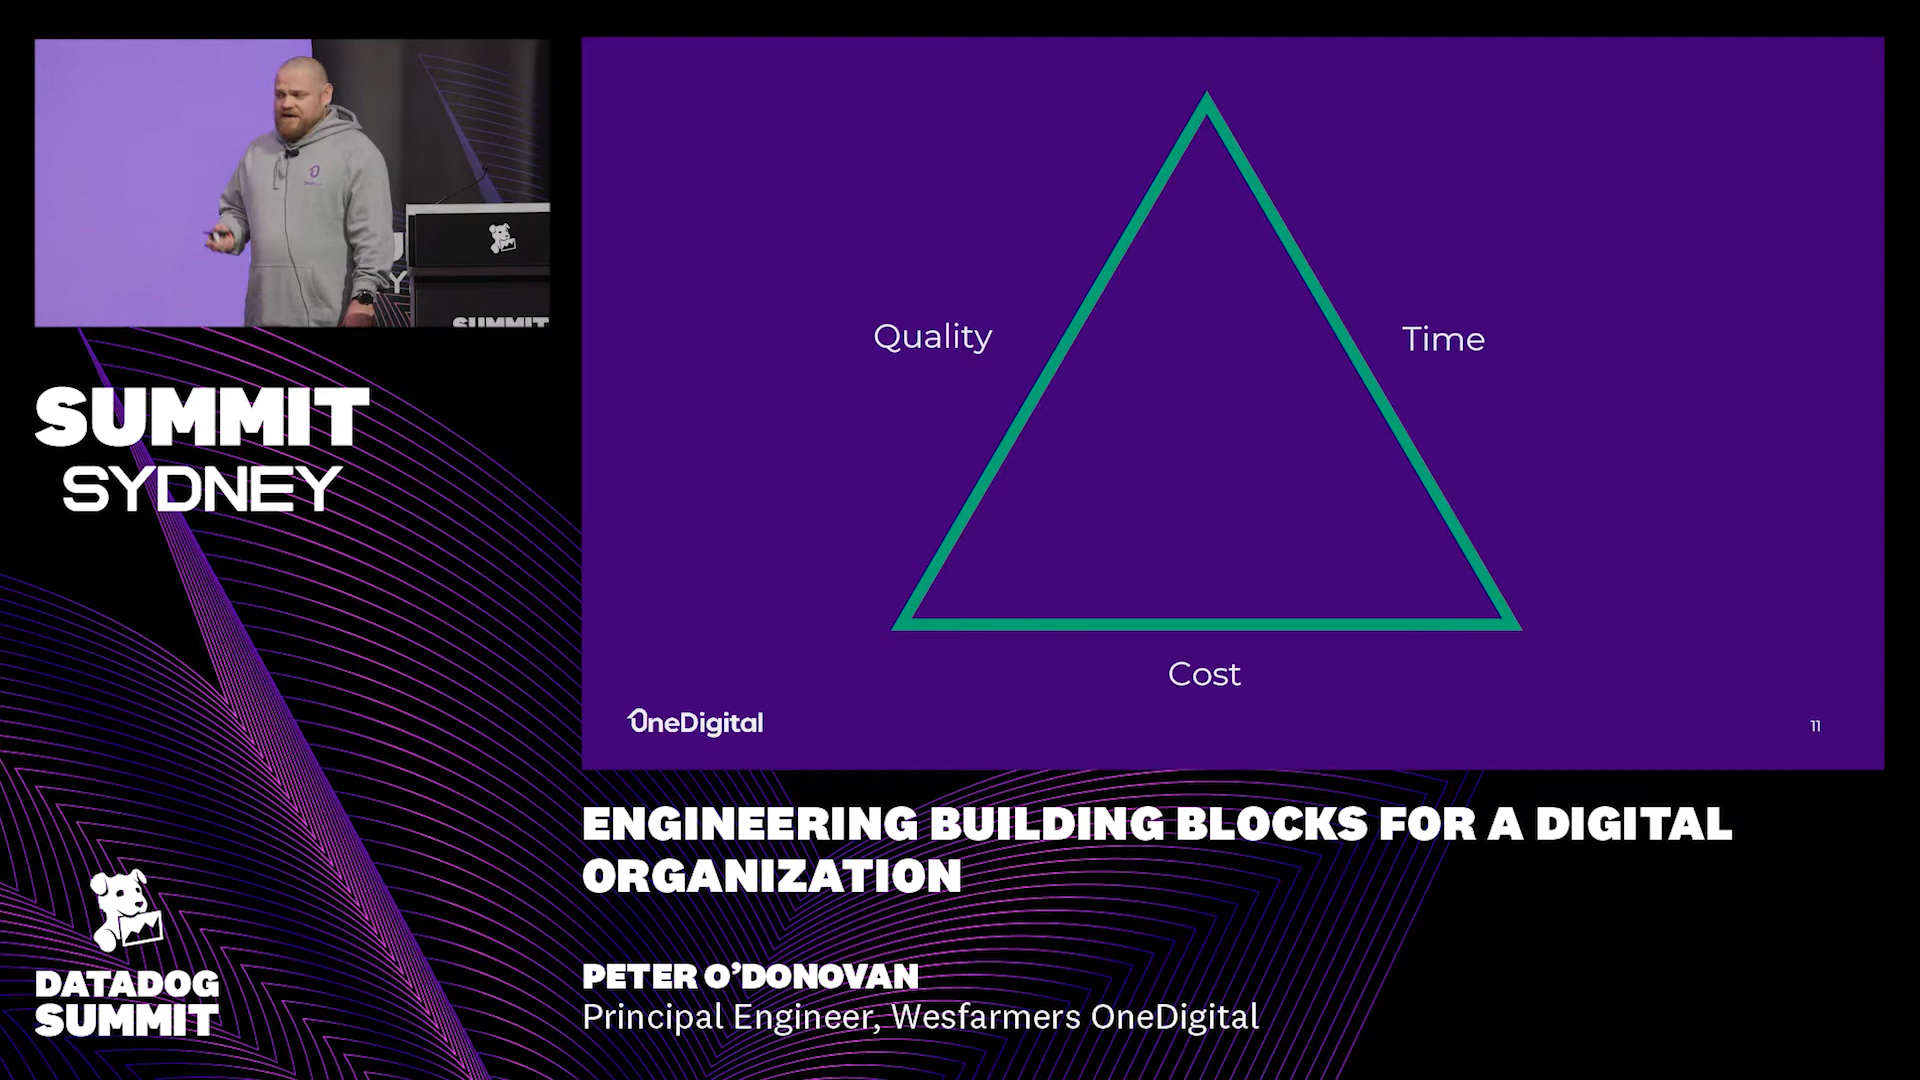 Quality
Time
Cost
OneDigital
11
SUMMIT
SUMMIT
SYDNEY
ENGINEERING BUILDING BLOCKS FOR A DIGITAL
ORGANIZATION
PETER O'DONOVAN
Principal Engineer, Wesfarmers OneDigital
DATADOG
SUMMIT